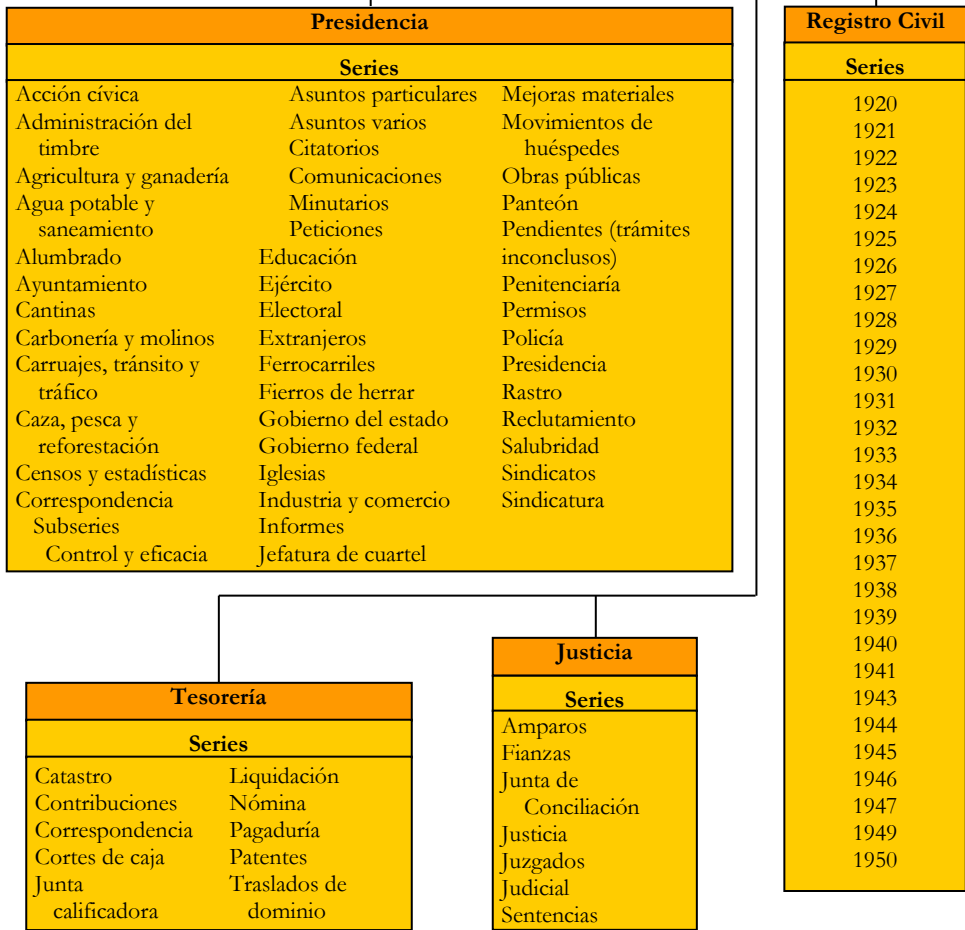 Presidencia
Series
Acción cívica
Administración del
timbre
Agricultura y ganadería
Agua potable y
saneamiento
Alumbrado
Ayuntamiento
Cantinas
Carbonería y molinos
Carruajes, tránsito y
tráfico
Caza, pesca y
reforestación
Censos y estadísticas
Correspondencia
Subseries
Control y eficacia
Asuntos particulares
Asuntos varios
Citatorios
Comunicaciones
Minutarios
Peticiones
Educación
Ejército
Electoral
Extranjeros
Ferrocarriles
Fierros de herrar
Gobierno del estado
Gobierno federal
Iglesias
Industria y comercio
Informes
Jefatura de cuartel
Mejoras materiales
Movimientos de
huéspedes
Obras públicas
Panteón
Pendientes (trámites
inconclusos)
Penitenciaría
Permisos
Policía
Presidencia
Rastro
Reclutamiento
Salubridad
Sindicatos
Sindicatura
Registro Civil
Series
1920
1921
1922
1923
1924
1925
1926
1927
1928
1929
1930
1931
1932
1933
1934
1935
1936
1937
1938
1939
1940
1941
1943
1944
1945
1946
1947
1949
1950
Tesorería
Series
Catastro
Contribuciones
Correspondencia
Cortes de caja
Junta
calificadora
Liquidación
Nómina
Pagaduría
Patentes
Traslados de
dominio
Justicia
Series
Amparos
Fianzas
Junta de
Conciliación
Justicia
Juzgados
Judicial
Sentencias